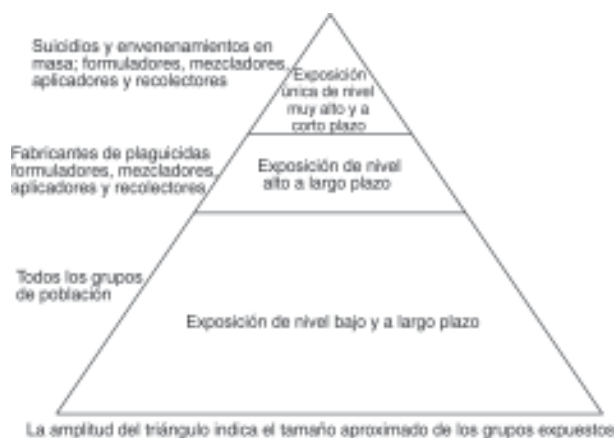 Suicidios y envenenamientos en
masa; formuladores, mezcladores,
aplicadores y recolectores
Exposición
única de nivel
muy alto y a
corto plazo
Fabricantes de plaguicidas
formuladores, mezcladores,
aplicadores y recolectores
Exposición de nivel
alto a largo plazo
Todos los grupos
de población
Exposición de nivel bajo y a largo plazo
La amplitud del triángulo indica el tamaño aproximado de los grupos expuestos